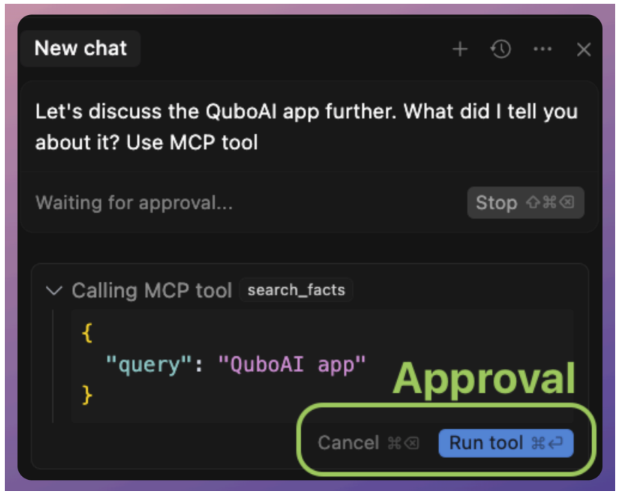 New chat
Let's discuss the QuboAI app further. What did I tell you
about it? Use MCP tool
Waiting for approval...
Stop ⇧⌘⌫
Calling MCP tool search_facts
{
"query": "QuboAI app"
}
Approval
Cancel ⌘⌫ Run tool ⌘⏎